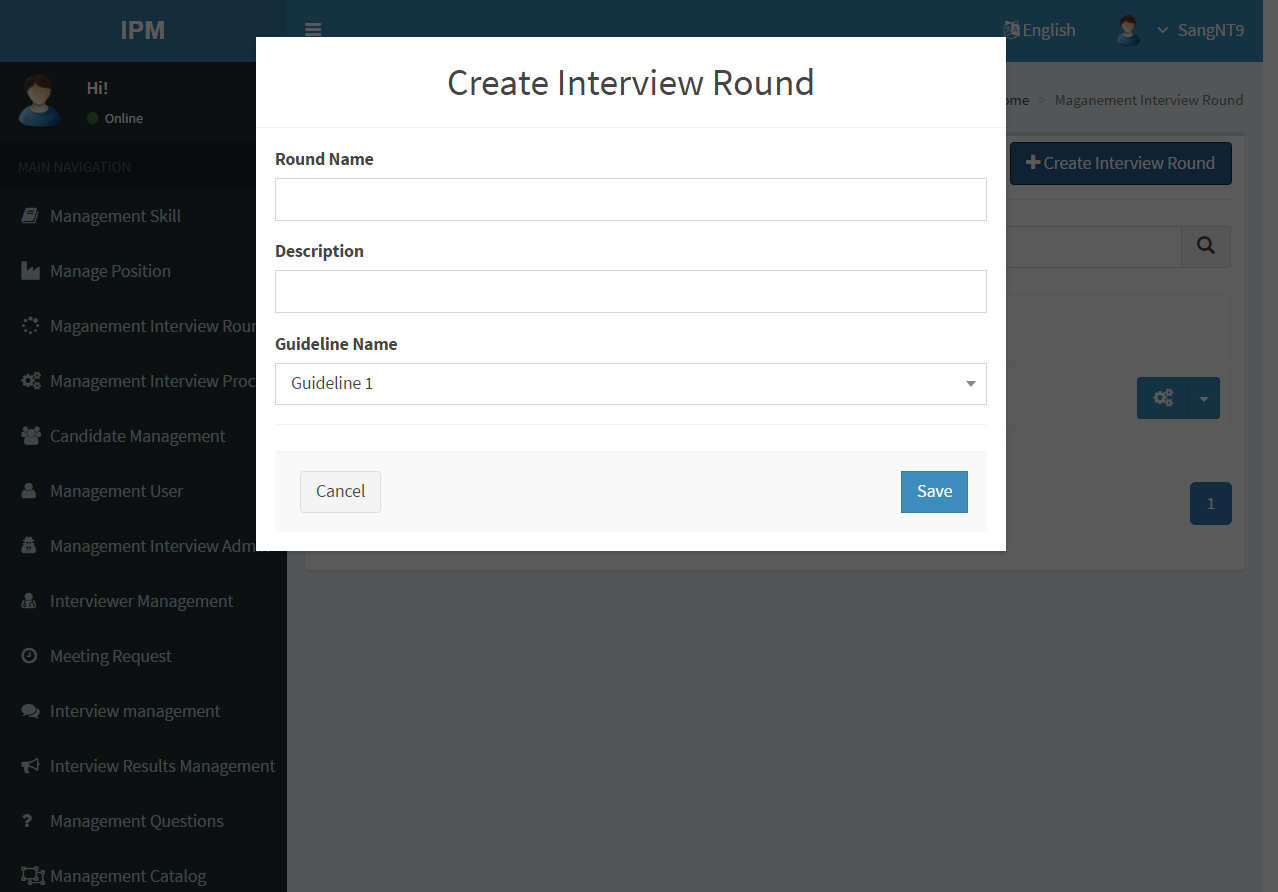 IPM
English
SangNT9
Hi!
Online
MAIN NAVIGATION
Management Skill
Manage Position
Maganement Interview Roun
Management Interview Proc
Candidate Management
Management User
Management Interview Adm
Interviewer Management
Meeting Request
Interview management
Interview Results Management
Management Questions
Management Catalog
ome > Maganement Interview Round
Create Interview Round
1
Create Interview Round
Round Name
Description
Guideline Name
Guideline 1
Cancel
Save